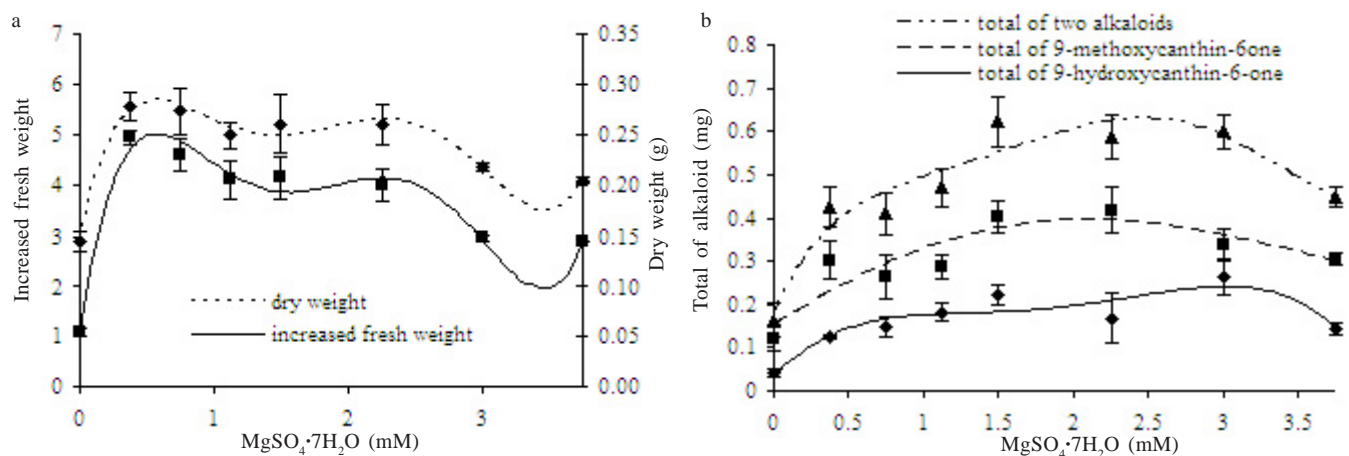 a
7
6
5
4
3
2
1
0
Increased fresh weight
0.35
0.30
0.25
0.20
0.15
0.10
0.05
0.00
Dry weight (g)
dry weight
increased fresh weight
0 1 2 3
MgSO₄·7H₂O (mM)
b
total of two alkaloids
total of 9-methoxycanthin-6one
total of 9-hydroxycanthin-6-one
0.8
0.7
0.6
0.5
0.4
0.3
0.2
0.1
0
Total of alkaloid (mg)
0 0.5 1 1.5 2 2.5 3 3.5
MgSO₄·7H₂O (mM)